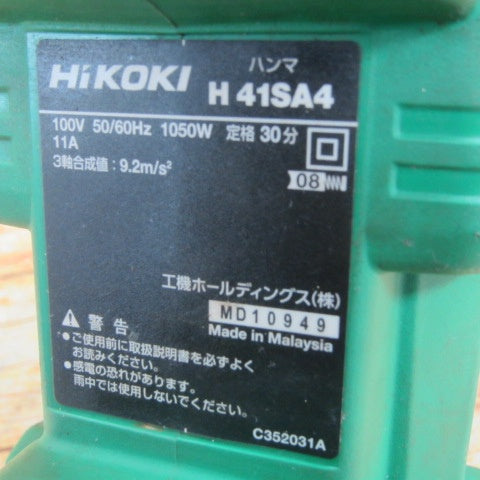 HiKOKI
ハンマ
H 41SA4
100V 50/60Hz 1050W 定格 30分
11A
3軸合成値：9.2m/s²
08
工機ホールディングス(株)
MD10949
Made in Malaysia
警告
●ご使用前に取扱説明書を必ずよく
お読みください。
●感電の恐れがあります。
雨中では使用しないでください。
C352031A